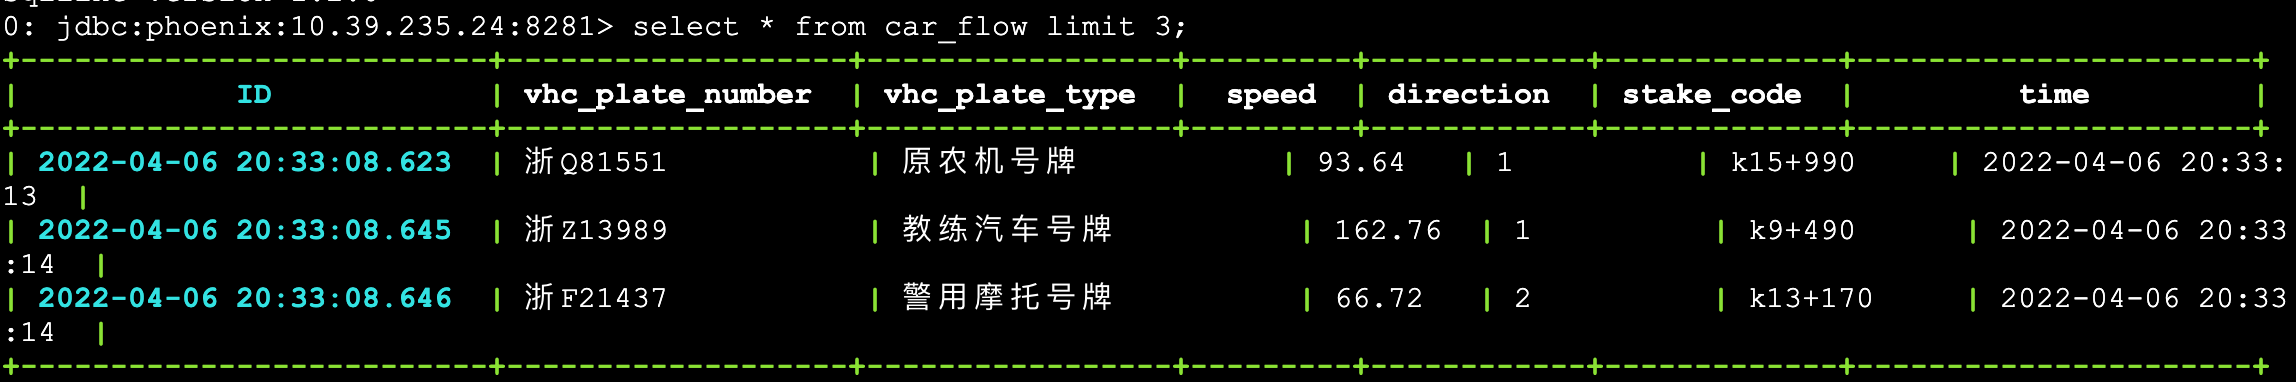 0: jdbc:phoenix:10.39.235.24:8281> select * from car_flow limit 3;
+--------------------------+-------------------+-----------------+---------+------------+-------------+----------------------+
| ID | vhc_plate_number | vhc_plate_type | speed | direction | stake_code | time |
+--------------------------+-------------------+-----------------+---------+------------+-------------+----------------------+
| 2022-04-06 20:33:08.623 | 浙Q81551 | 原农机号牌 | 93.64 | 1 | k15+990 | 2022-04-06 20:33:
13 |
| 2022-04-06 20:33:08.645 | 浙Z13989 | 教练汽车号牌 | 162.76 | 1 | k9+490 | 2022-04-06 20:33
:14 |
| 2022-04-06 20:33:08.646 | 浙F21437 | 警用摩托号牌 | 66.72 | 2 | k13+170 | 2022-04-06 20:33
:14 |
+--------------------------+-------------------+-----------------+---------+------------+-------------+----------------------+